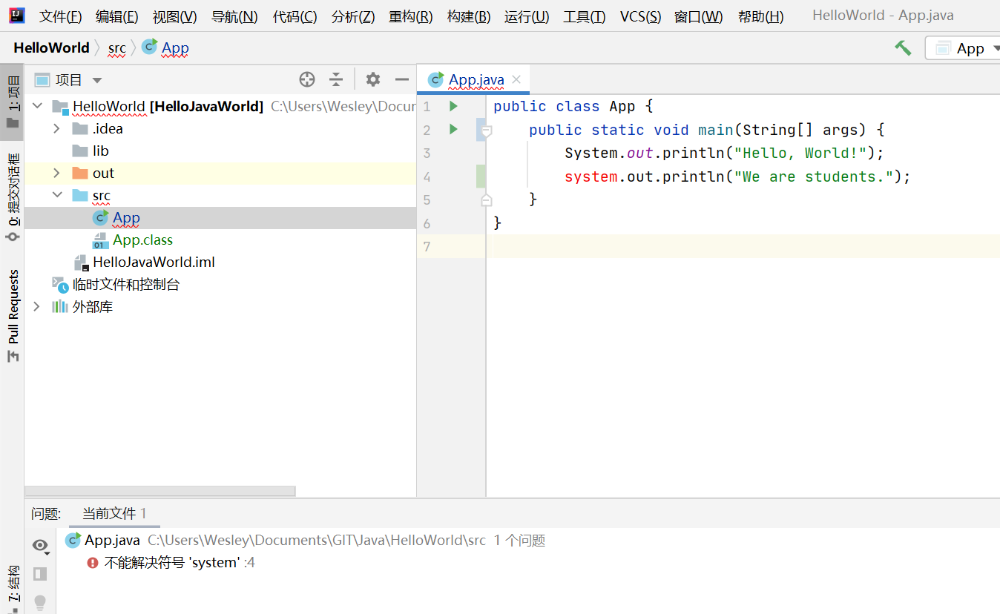 文件(F) 编辑(E) 视图(V) 导航(N) 代码(C) 分析(Z) 重构(R) 构建(B) 运行(U) 工具(T) VCS(S) 窗口(W) 帮助(H) HelloWorld - App.java
HelloWorld src App App
1: 项目
0: 提交对话框
Pull Requests
7: 结构
项目
HelloWorld [HelloJavaWorld] C:\Users\Wesley\Docur
.idea
lib
out
src
App
App.class
HelloJavaWorld.iml
临时文件和控制台
外部库
App.java
1 public class App {
2 public static void main(String[] args) {
3 System.out.println("Hello, World!");
4 system.out.println("We are students.");
5 }
6 }
7
问题: 当前文件 1
App.java C:\Users\Wesley\Documents\GIT\Java\HelloWorld\src 1 个问题
不能解决符号 'system' :4